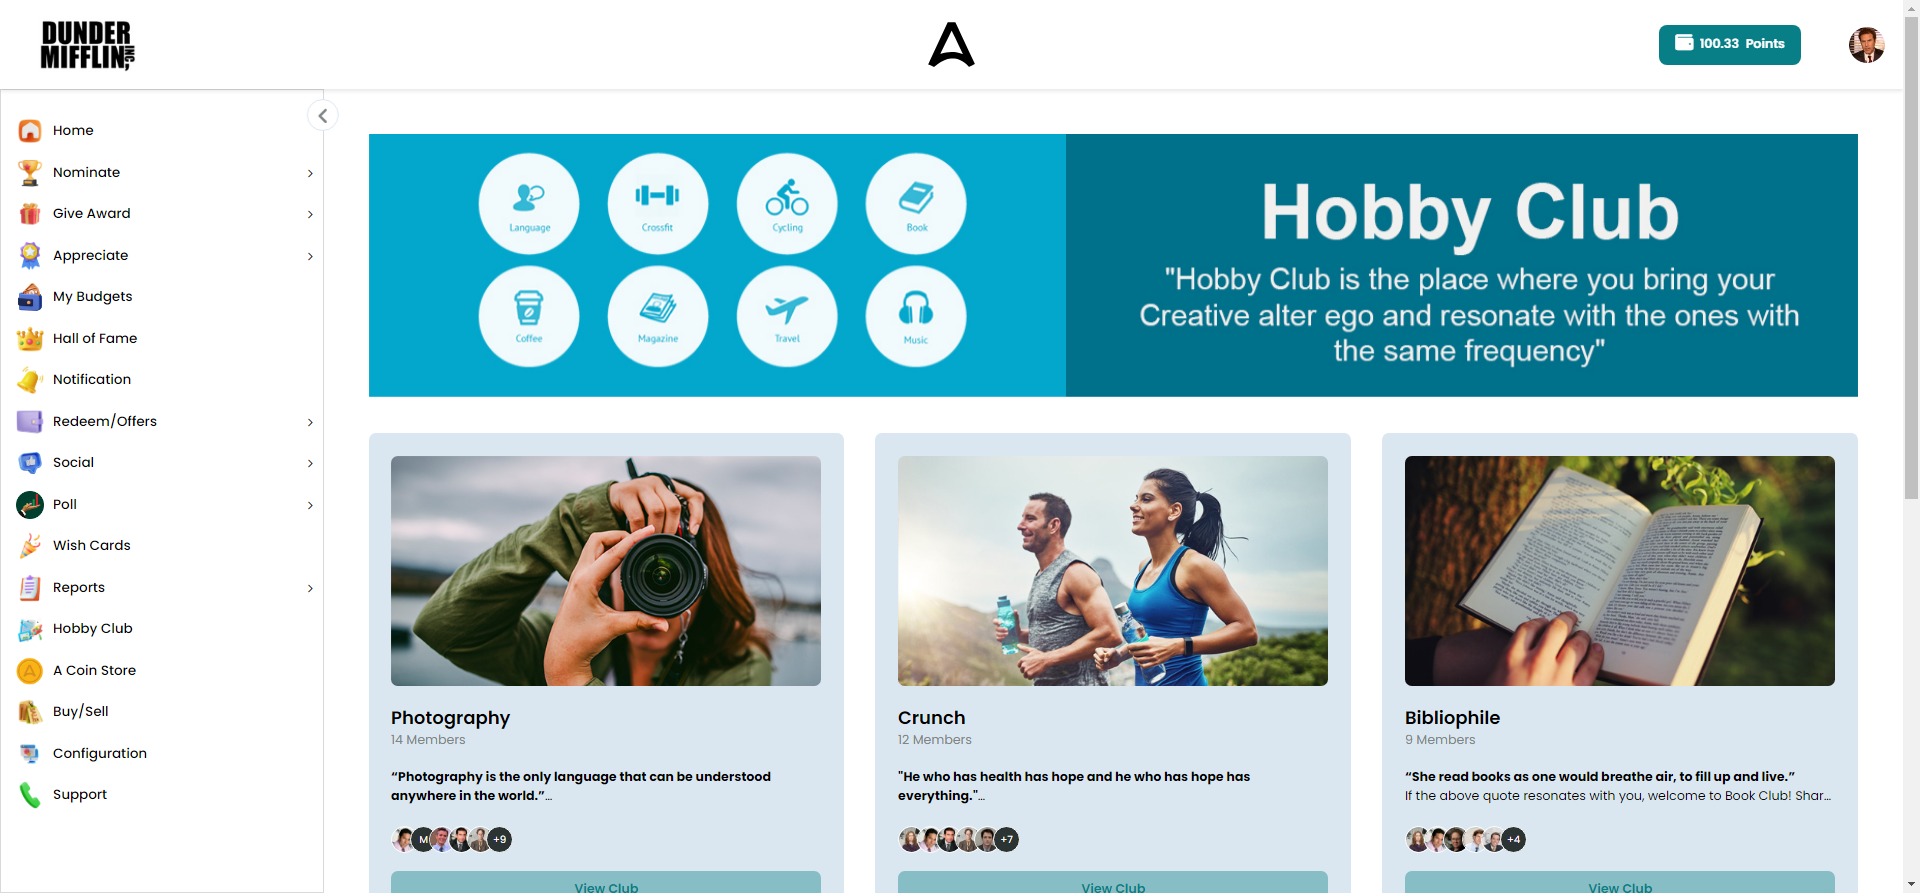 DUNDER
MIFFLIN, INC.
100.33 Points
Home
Nominate
Give Award
Appreciate
My Budgets
Hall of Fame
Notification
Redeem/Offers
Social
Poll
Wish Cards
Reports
Hobby Club
A Coin Store
Buy/Sell
Configuration
Support
Language
Crossfit
Cycling
Book
Coffee
Magazine
Travel
Music
Hobby Club
"Hobby Club is the place where you bring your
Creative alter ego and resonate with the ones with
the same frequency"
Photography
14 Members
“Photography is the only language that can be understood
anywhere in the world.”...
M
+9
View Club
Crunch
12 Members
"He who has health has hope and he who has hope has
everything."...
+7
View Club
Bibliophile
9 Members
“She read books as one would breathe air, to fill up and live.”
If the above quote resonates with you, welcome to Book Club! Shar...
+4
View Club